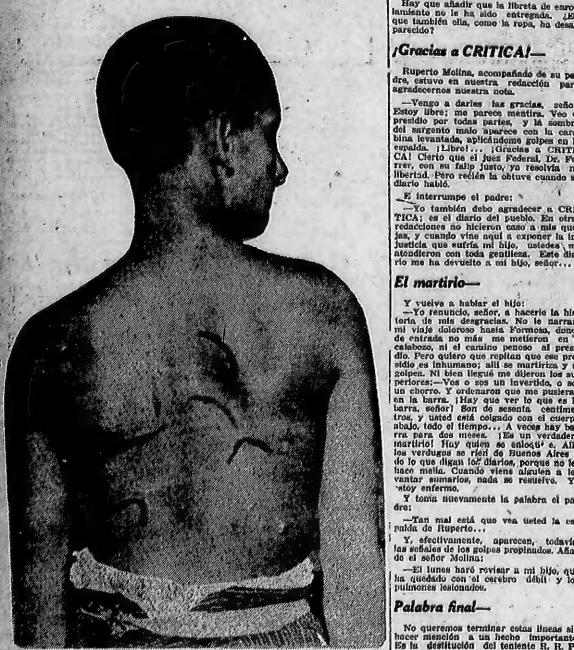 Hay que añadir que la libreta de enro-
lamiento no le ha sido entregada. ¿E
que también ella, como la ropa, ha desa
parecido?
¡Gracias a CRITICA!—
Ruperto Molina, acompañado de su pa
dre, estuvo en nuestra redacción par
agradecernos nuestra nota.
—Vengo a darles las gracias, seño
Estoy libre; me parece mentira. Veo
presidio por todas partes, y la sombr
del sargento malo aparece con la cara
bina levantada, aplicándome golpes en l
espalda. ¡Libre!... ¡Gracias a CRITI
CA! Cierto que el juez Federal, Dr. Fe
rrer, con su fallo justo, ya resolvía m
libertad. Pero recién la obtuve cuando s
diario habló.
E interrumpe el padre:
—Yo también debo agradecer a CRI
TICA; es el diario del pueblo. En otra
redacciones no hicieron caso a mis que
jas, y cuando vine aquí a exponer la in
justicia que sufría mi hijo, ustedes m
atendieron con toda gentileza. Este dia
rio me ha devuelto a mi hijo, señor...
El martirio—
Y vuelve a hablar el hijo:
—Yo renuncio, señor, a hacerle la his
toria de mis desgracias. No le narrar
mi viaje doloroso hasta Formosa, dond
de entrada no más me metieron en
calabozo, ni el camino penoso al presi
dio. Pero quiero que repitan que ese pre
sidio es inhumano; allí se martiriza y
golpea. Ni bien llegué me dijeron los su
periores:—Vos o sos un invertido, o so
un chorro. Y ordenaron que me pusiera
en la barra. ¡Hay que ver lo que es l
barra, señor! Son de sesenta centíme
tros, y usted está colgado con el cuerp
abajo, todo el tiempo... A veces hay ba
rra para dos meses. ¡Es un verdader
martirio! Hay quien se enloque e. All
los verdugos se ríen de Buenos Aires
de lo que digan los diarios, porque no le
hace mella. Cuando viene alguien a le
vantar sumarios, nada se resuelve. Y
estoy enfermo.
Y toma nuevamente la palabra el pa
dre:
—Tan mal está que vea usted la es
palda de Ruperto...
Y, efectivamente, aparecen, todavía
las señales de los golpes propinados. Aña
de el señor Molina:
—El lunes haré revisar a mi hijo, qu
ha quedado con el cerebro débil y lo
pulmones lesionados.
Palabra final—
No queremos terminar estas líneas si
hacer mención a un hecho importante
Es la destitución del teniente R. R. P